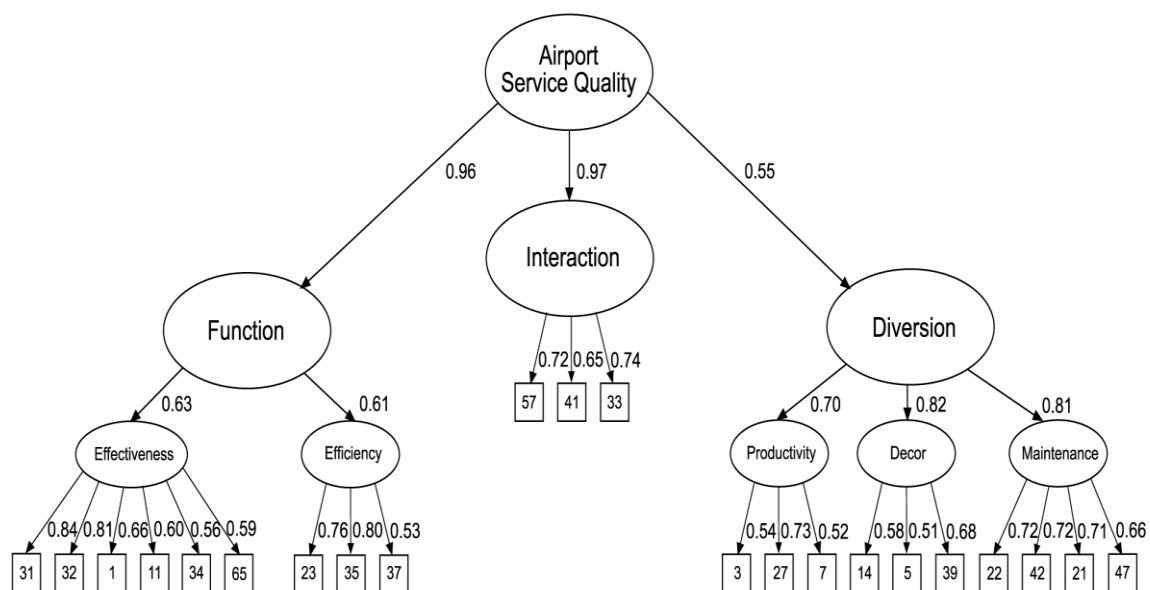 Airport
Service Quality
0.96
0.97
0.55
Interaction
Function
Diversion
0.72 0.65 0.74
57 41 33
0.63
0.61
0.70
0.82
0.81
Effectiveness
Efficiency
Productivity
Decor
Maintenance
0.84 0.81 0.66 0.60 0.56 0.59
0.76 0.80 0.53
0.54 0.73 0.52
0.58 0.51 0.68
0.72 0.72 0.71 0.66
31 32 1 11 34 65
23 35 37
3 27 7
14 5 39
22 42 21 47